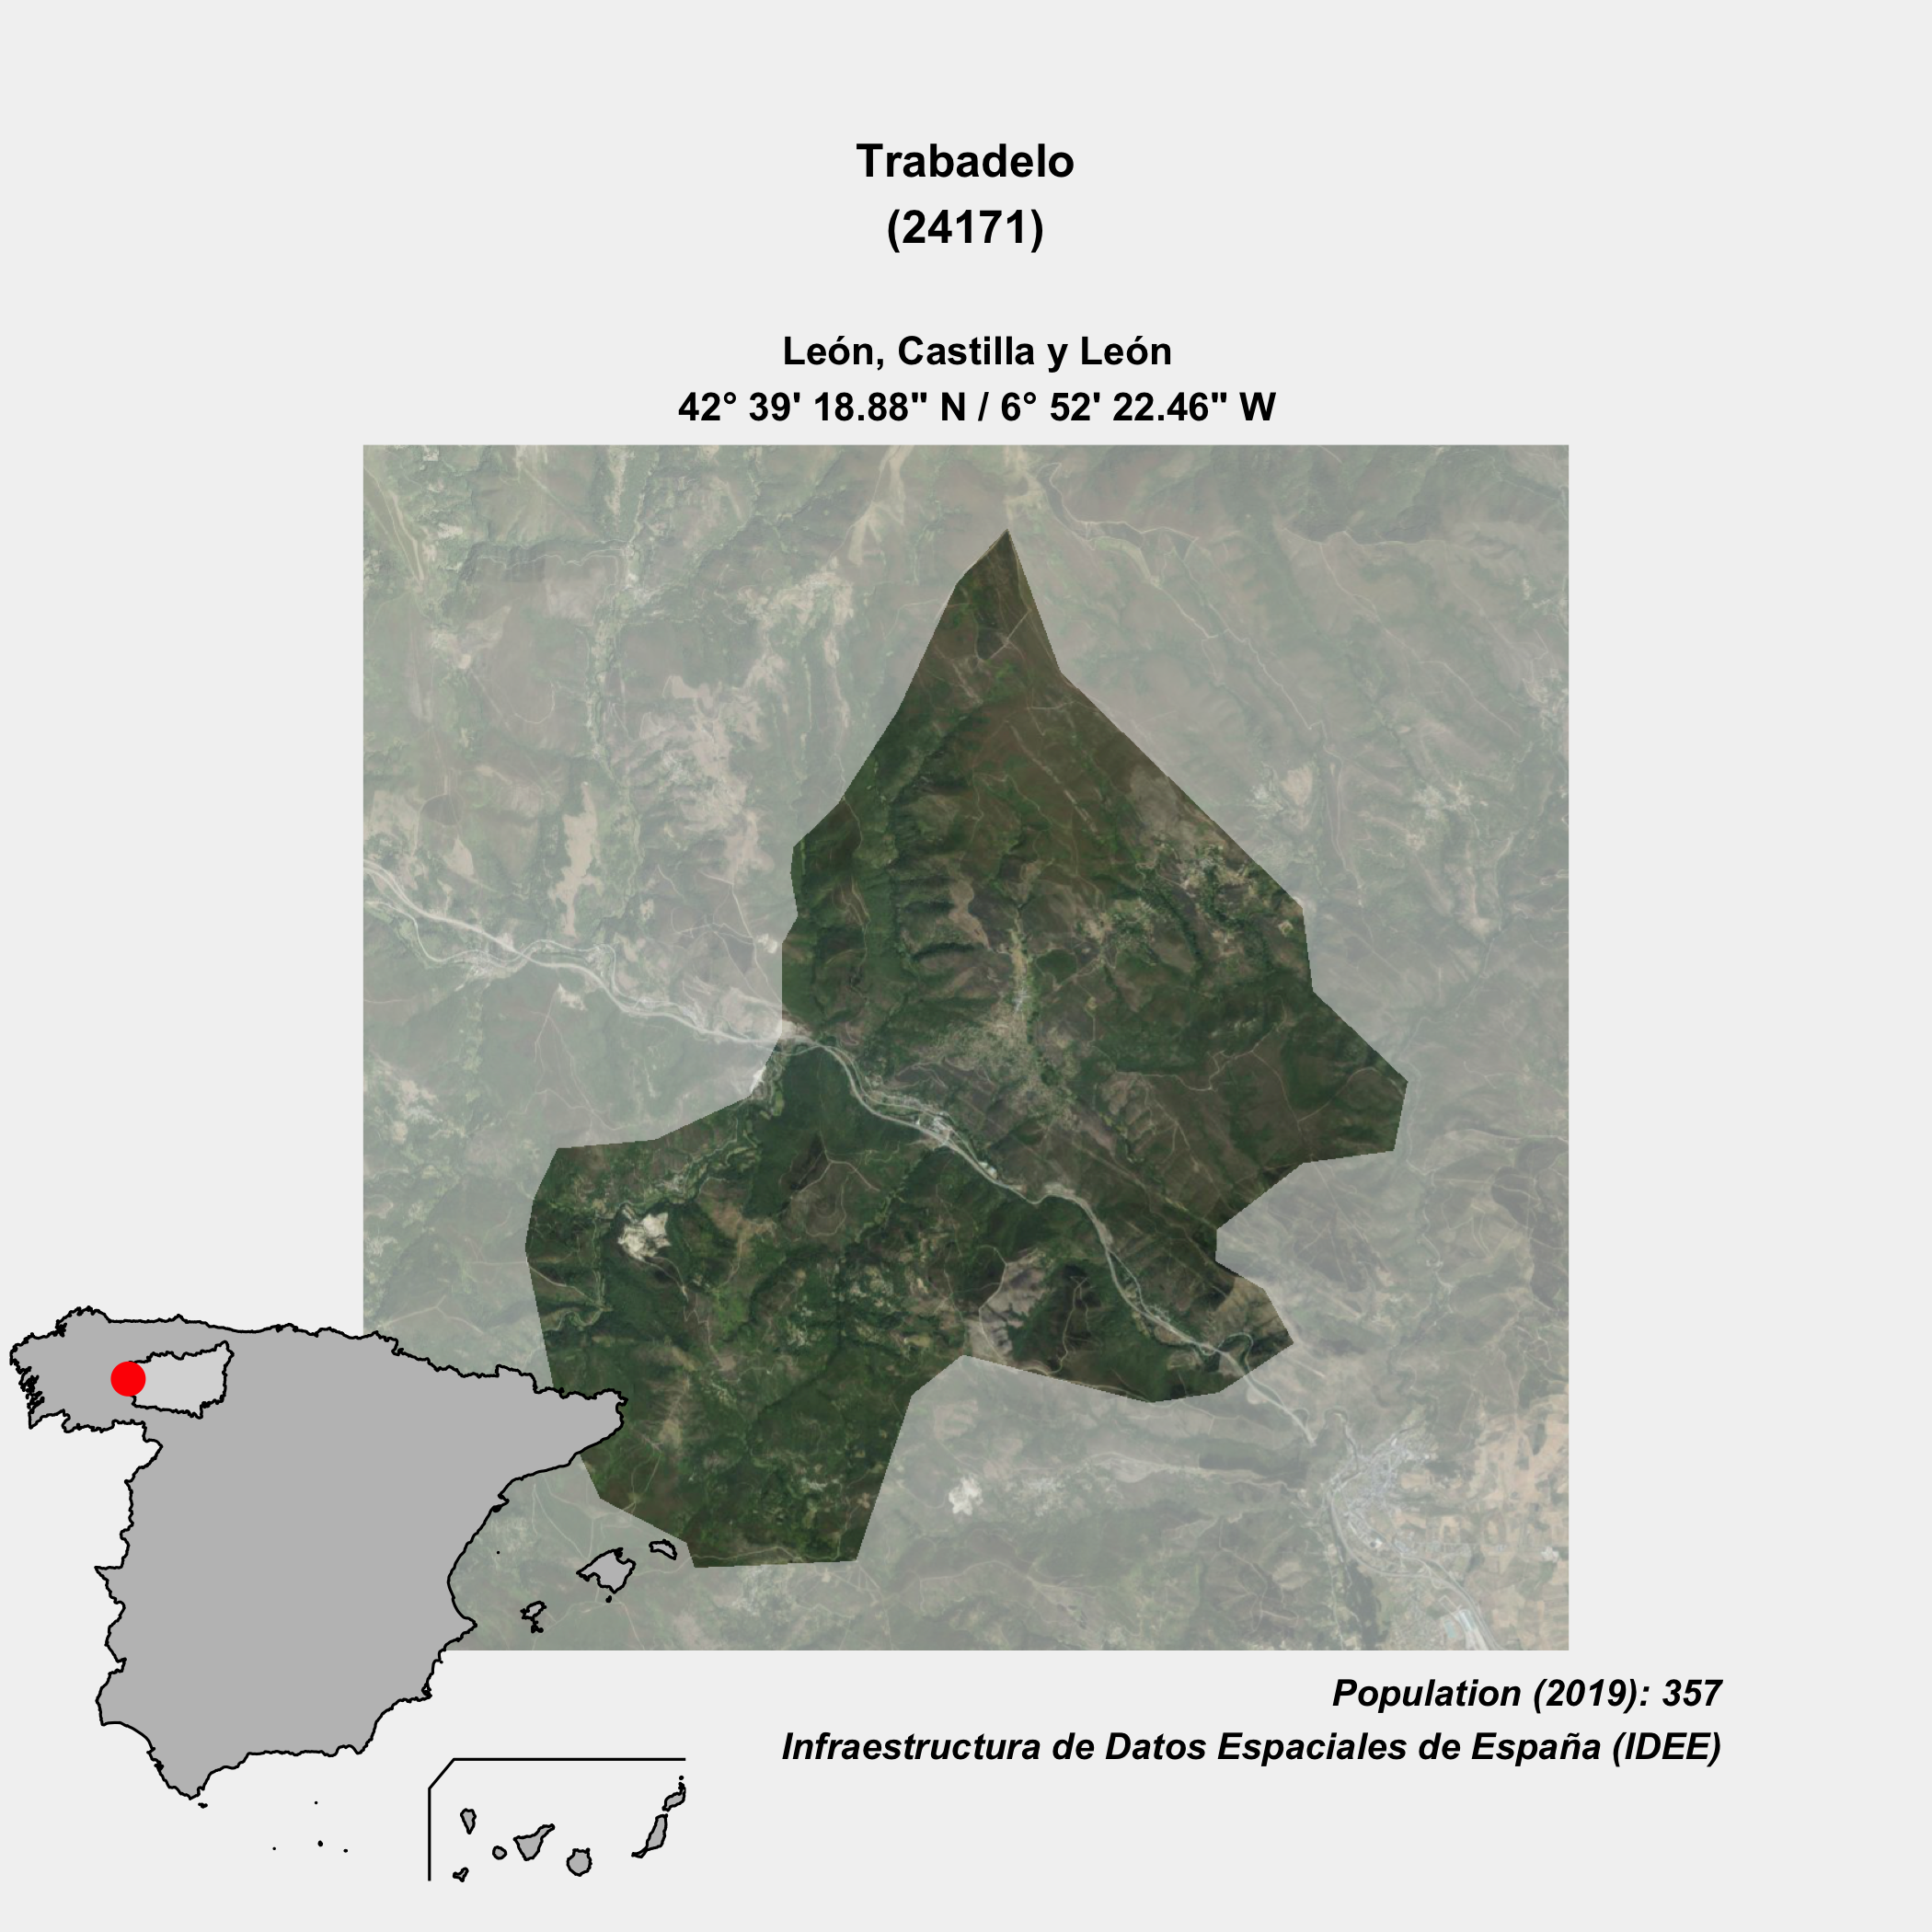 Trabadelo
(24171)
León, Castilla y León
42° 39' 18.88" N / 6° 52' 22.46" W
Population (2019): 357
Infraestructura de Datos Espaciales de España (IDEE)